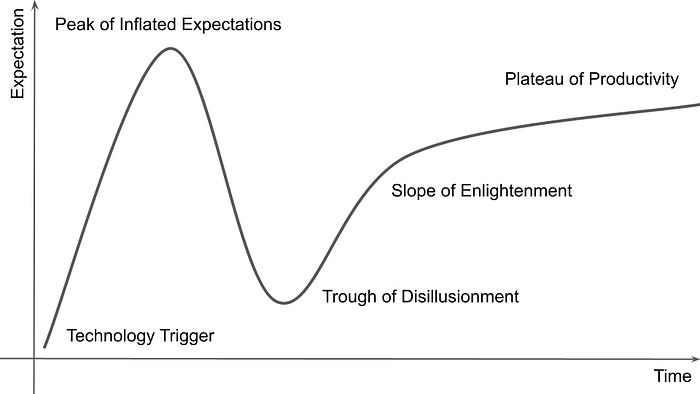 Expectation
Peak of Inflated Expectations
Plateau of Productivity
Slope of Enlightenment
Trough of Disillusionment
Technology Trigger
Time